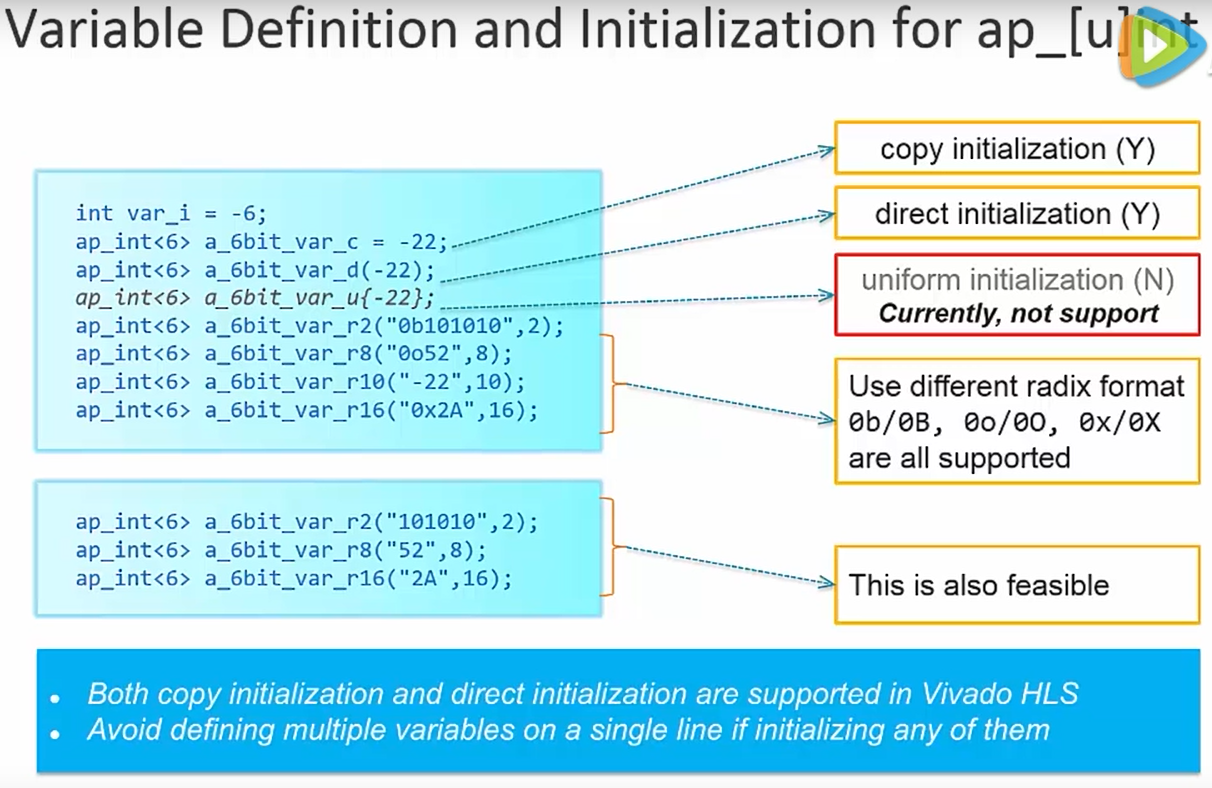 Variable Definition and Initialization for ap_[u]int
int var_i = -6;
ap_int<6> a_6bit_var_c = -22;
ap_int<6> a_6bit_var_d(-22);
ap_int<6> a_6bit_var_u{-22};
ap_int<6> a_6bit_var_r2("0b101010",2);
ap_int<6> a_6bit_var_r8("0o52",8);
ap_int<6> a_6bit_var_r10("-22",10);
ap_int<6> a_6bit_var_r16("0x2A",16);
copy initialization (Y)
direct initialization (Y)
uniform initialization (N)
Currently, not support
Use different radix format
0b/0B, 0o/0O, 0x/0X
are all supported
ap_int<6> a_6bit_var_r2("101010",2);
ap_int<6> a_6bit_var_r8("52",8);
ap_int<6> a_6bit_var_r16("2A",16);
This is also feasible
• Both copy initialization and direct initialization are supported in Vivado HLS
• Avoid defining multiple variables on a single line if initializing any of them